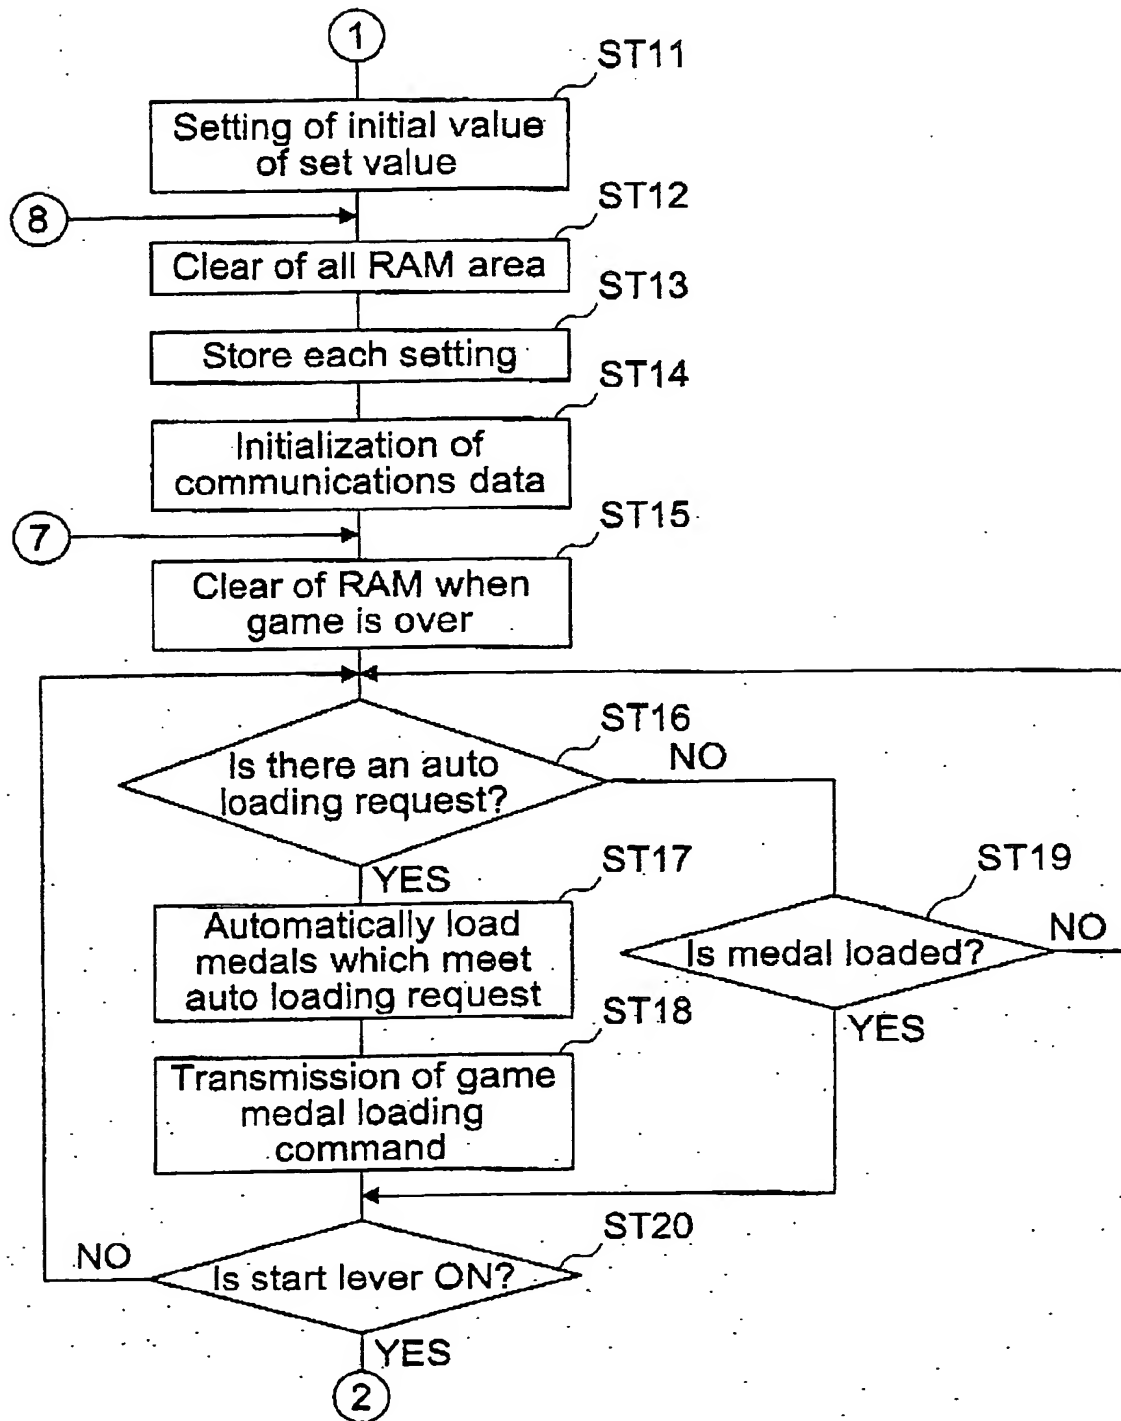 1
ST11
Setting of initial value
of set value
8
ST12
Clear of all RAM area
ST13
Store each setting
ST14
Initialization of
communications data
7
ST15
Clear of RAM when
game is over
ST16
Is there an auto
loading request?
NO
YES
ST17
Automatically load
medals which meet
auto loading request
ST19
Is medal loaded?
NO
YES
ST18
Transmission of game
medal loading
command
ST20
Is start lever ON?
NO
YES
2